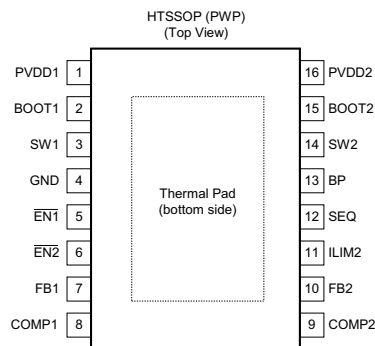 HTSSOP (PWP)
(Top View)
PVDD1 1 16 PVDD2
BOOT1 2 15 BOOT2
SW1 3 14 SW2
GND 4 13 BP
Thermal Pad
(bottom side)
EN1 5 12 SEQ
EN2 6 11 ILIM2
FB1 7 10 FB2
COMP1 8 9 COMP2